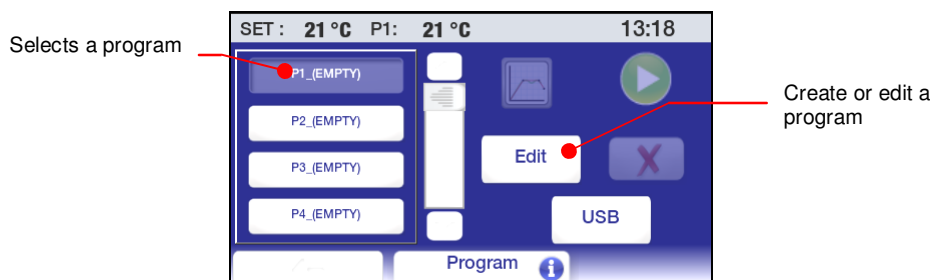 SET : 21 °C P1: 21 °C 13:18
Selects a program
P1_(EMPTY)
P2_(EMPTY)
P3_(EMPTY)
P4_(EMPTY)
Edit
USB
Create or edit a
program
Program